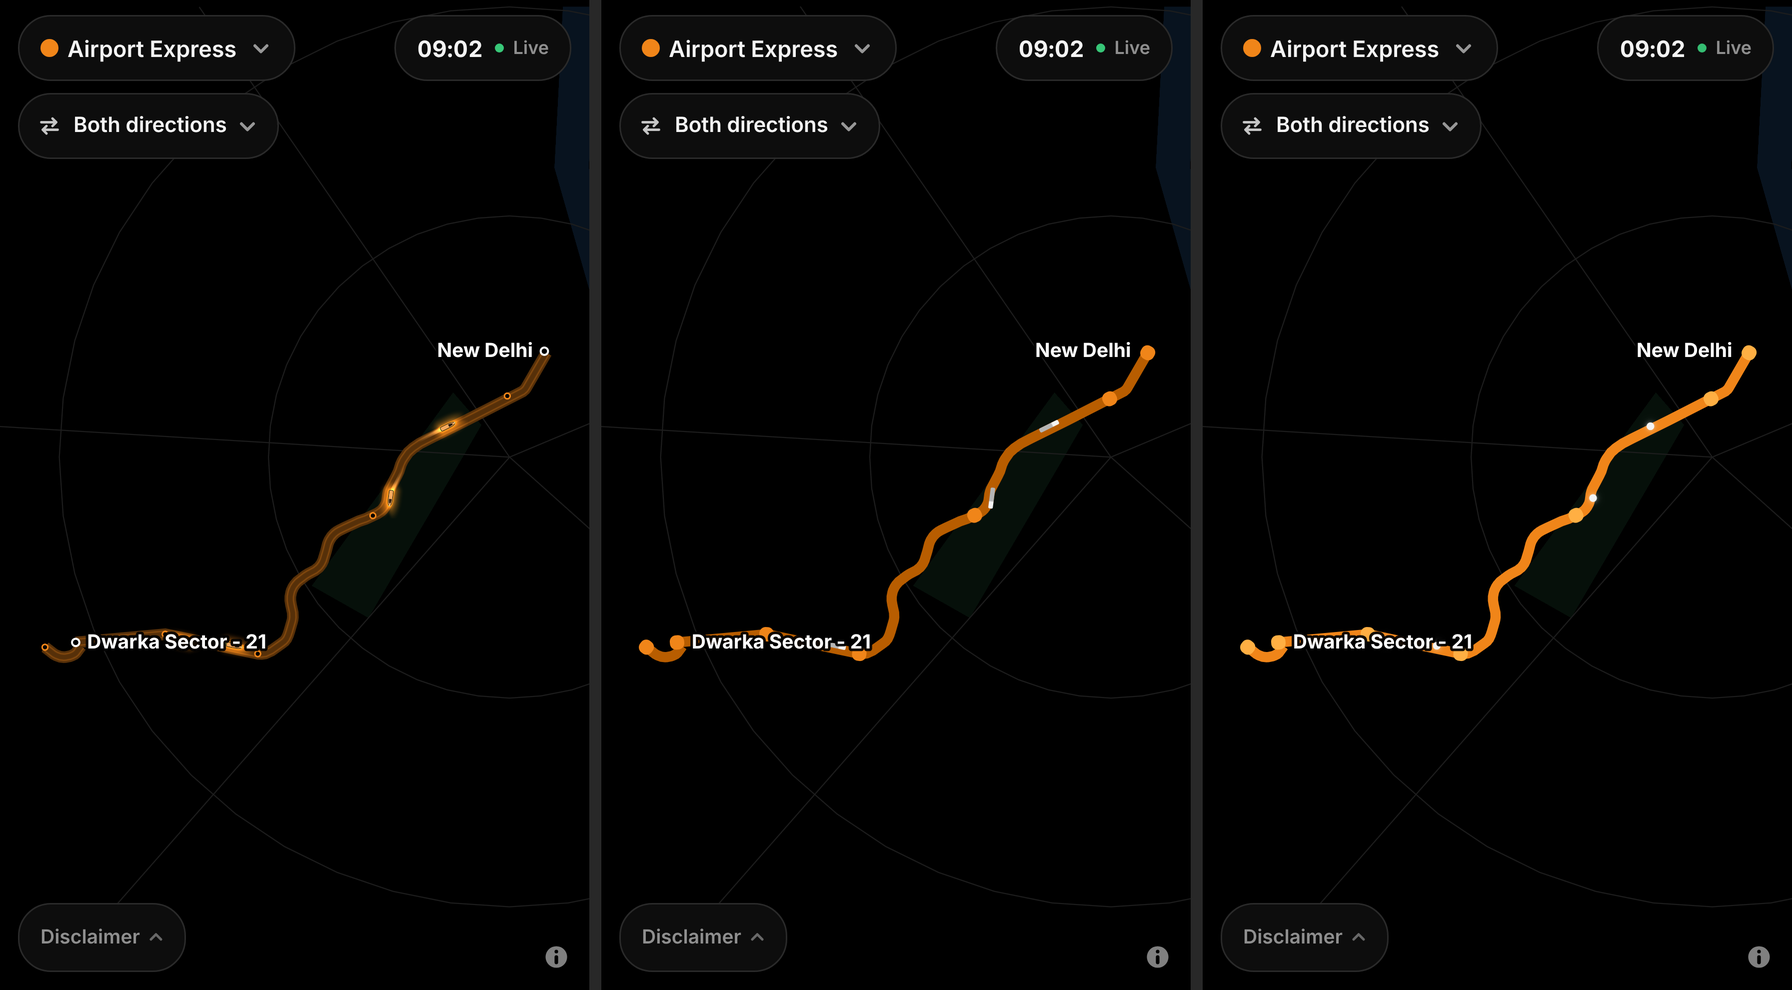 Airport Express
09:02 Live
Both directions
New Delhi
Dwarka Sector - 21
Disclaimer
Airport Express
09:02 Live
Both directions
New Delhi
Dwarka Sector - 21
Disclaimer
Airport Express
09:02 Live
Both directions
New Delhi
Dwarka Sector - 21
Disclaimer